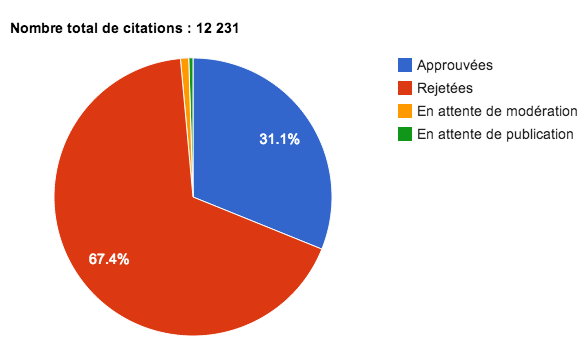 Nombre total de citations : 12 231
Approuvées
Rejetées
En attente de modération
En attente de publication
31.1%
67.4%